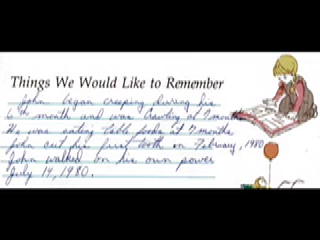 Things We Would Like to Remember
John began creeping during his
6th month and was crawling at 7 months
He was eating table foods at 7 months
John cut his first tooth on February, 1980
John walked on his own power
July 14, 1980.